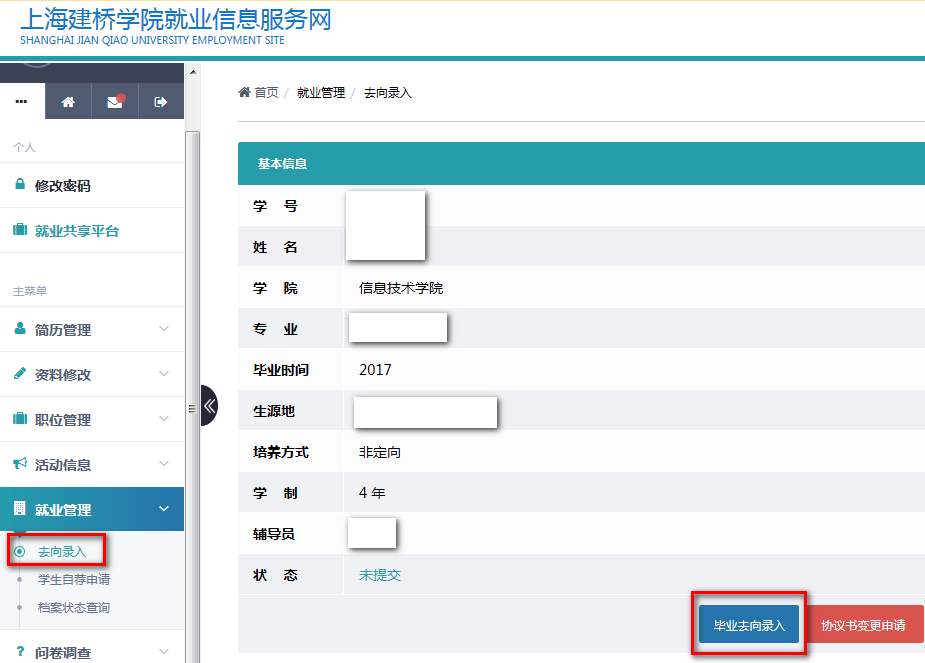 上海建桥学院就业信息服务网
SHANGHAI JIAN QIAO UNIVERSITY EMPLOYMENT SITE
个人
修改密码
就业共享平台
主菜单
简历管理
资料修改
职位管理
活动信息
就业管理
去向录入
学生自荐申请
档案状态查询
问卷调查
首页 / 就业管理 / 去向录入
基本信息
学 号
姓 名
学 院 信息技术学院
专 业
毕业时间 2017
生源地
培养方式 非定向
学 制 4 年
辅导员
状 态 未提交
毕业去向录入 协议书变更申请